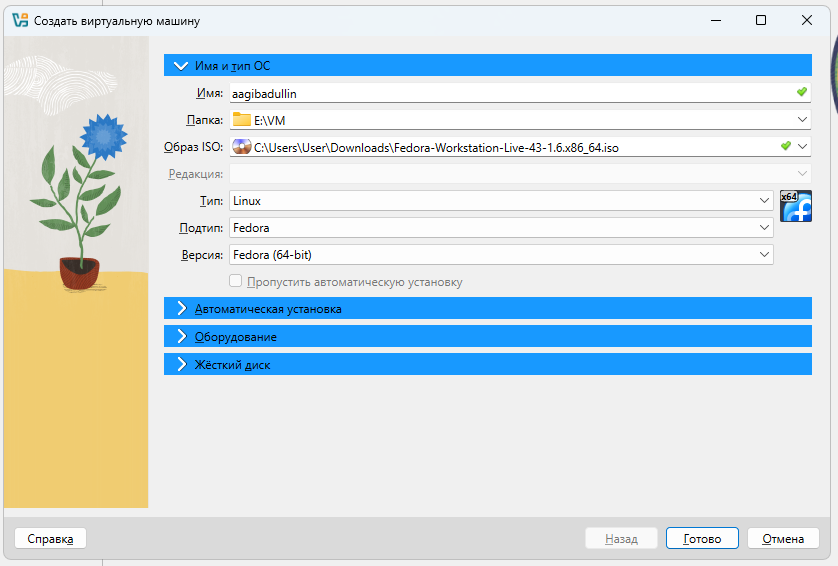 Создать виртуальную машину
Имя и тип ОС
Имя: aagibadullin
Папка: E:\VM
Образ ISO: C:\Users\User\Downloads\Fedora-Workstation-Live-43-1.6.x86_64.iso
Редакция:
Тип: Linux
x64
Подтип: Fedora
Версия: Fedora (64-bit)
Пропустить автоматическую установку
Автоматическая установка
Оборудование
Жёсткий диск
Справка Назад Готово Отмена